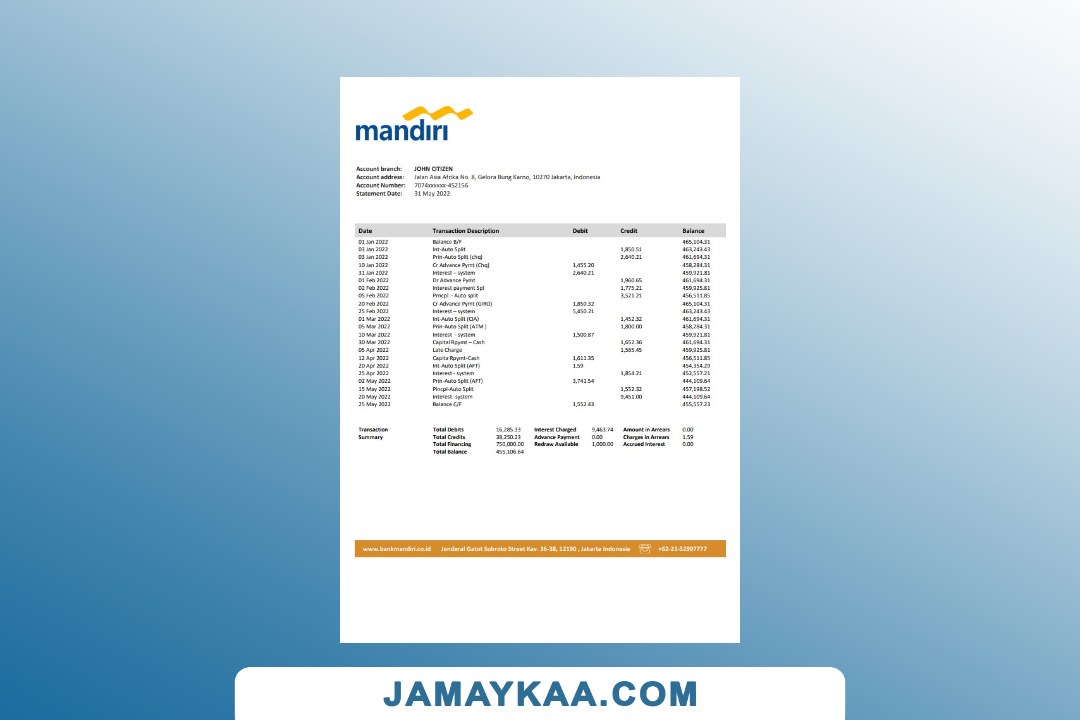 mandırı
Account branch: JOHN CITIZEN
Account address: Jalan Asia Afrika No. 8, Gelora Bung Karno, 10270 Jakarta, Indonesia
Account Number: 7074xxxxxx-452156
Statement Date: 31 May 2022
Date Transaction Description Debit Credit Balance
01 Jan 2022 Balance B/F 465,104.31
03 Jan 2022 Int-Auto Split 1,850.51 463,243.43
03 Jan 2022 Prin-Auto Split (chq) 2,640.21 461,694.31
10 Jan 2022 Cr Advance Pymt (Chq) 1,455.20 458,284.31
31 Jan 2022 Interest – system 2,640.21 459,921.81
01 Feb 2022 Dr Advance Pymt 1,960.65 461,694.31
02 Feb 2022 Interest payment Spl 1,775.21 459,925.81
05 Feb 2022 Prncpl - Auto split 3,521.21 456,511.85
20 Feb 2022 Cr Advance Pymt (GIRO) 1,850.32 465,104.31
25 Feb 2022 Interest – system 5,450.21 463,243.43
01 Mar 2022 Int-Auto Split (CIA) 1,452.32 461,694.31
05 Mar 2022 Prin-Auto Split (ATM ) 1,800.00 458,284.31
10 Mar 2022 Interest - system 1,500.87 459,921.81
30 Mar 2022 Capital Rpymt – Cash 1,652.36 461,694.31
05 Apr 2022 Late Charge 1,565.45 459,925.81
12 Apr 2022 Capita Rpymt-Cash 1,611.35 456,511.85
20 Apr 2022 Int-Auto Split (AFT) 1.59 454,354.29
25 Apr 2022 Interest - system 1,854.21 452,557.21
02 May 2022 Prin-Auto Split (AFT) 3,741.54 444,109.64
15 May 2022 Pincpl-Auto Split 1,552.32 457,198.52
20 May 2022 Interest -system 9,451.00 444,109.64
25 May 2022 Balance C/F 1,552.43 455,557.23
Transaction Total Debits 16,285.33 Interest Charged 9,463.74 Amount in Arrears 0.00
Summary Total Credits 38,250.23 Advance Payment 0.00 Charges in Arrears 1.59
Total Financing 750,000.00 Redraw Available 1,000.00 Accrued Interest 0.00
Total Balance 455,106.64
www.bankmandiri.co.id Jenderal Gatot Subroto Street Kav. 36-38, 12190 , Jakarta Indonesia +62-21-52997777
JAMAYKAA.COM